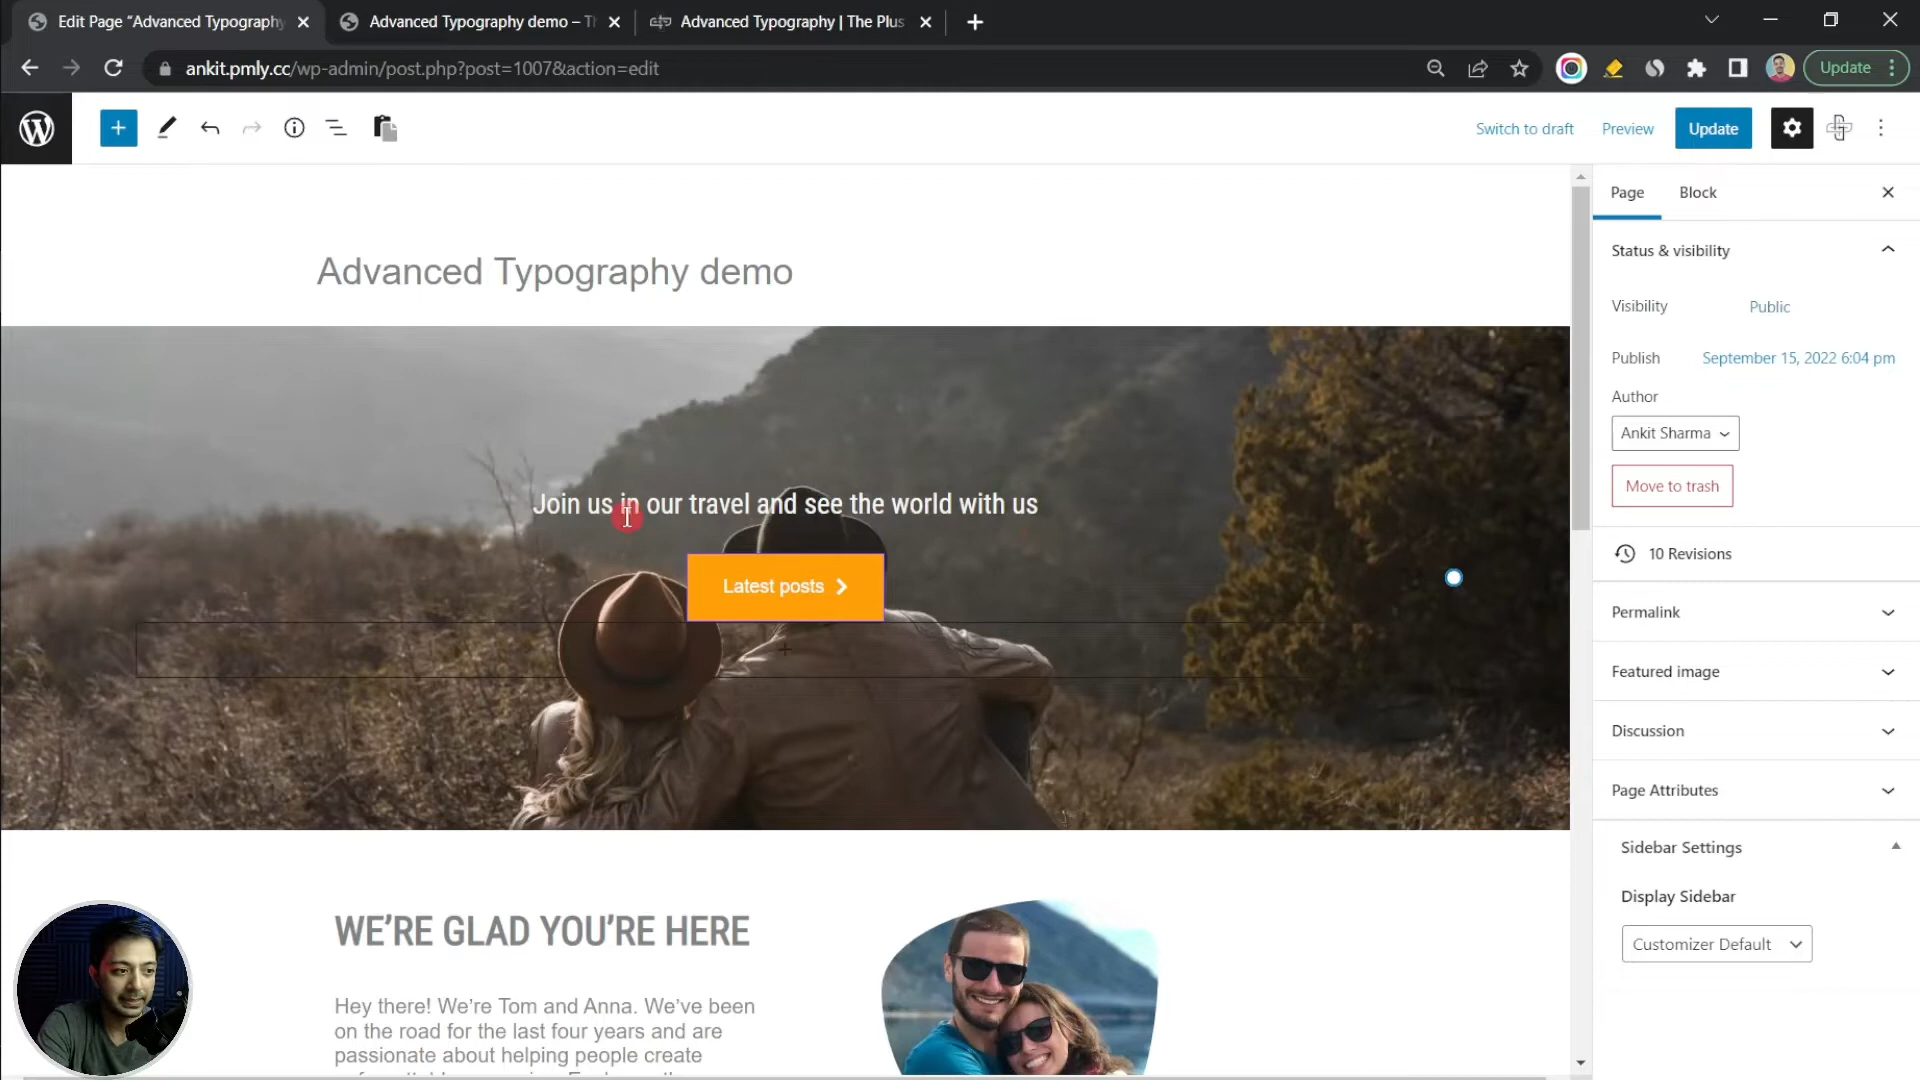 Edit Page "Advanced Typography
Advanced Typography demo – Th
Advanced Typography | The Plus
ankit.pmly.cc/wp-admin/post.php?post=1007&action=edit
Update
Switch to draft
Preview
Update
Page
Block
Advanced Typography demo
Status & visibility
Visibility
Public
Publish
September 15, 2022 6:04 pm
Author
Ankit Sharma
Move to trash
Join us in our travel and see the world with us
10 Revisions
Latest posts
Permalink
Featured image
Discussion
Page Attributes
Sidebar Settings
Display Sidebar
Customizer Default
WE'RE GLAD YOU'RE HERE
Hey there! We're Tom and Anna. We've been
on the road for the last four years and are
passionate about helping people create